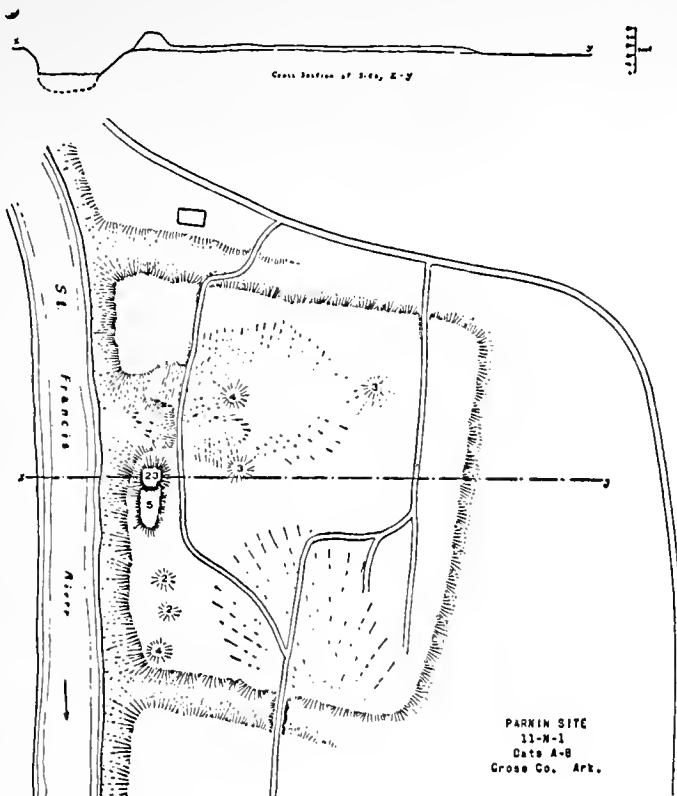 x
y
Cross Section of Site, X-Y
St. Francis River
4
3
3
x
y
23
5
2
2
4
PARKIN SITE
11-N-1
Date A-B
Cross Co. Ark.